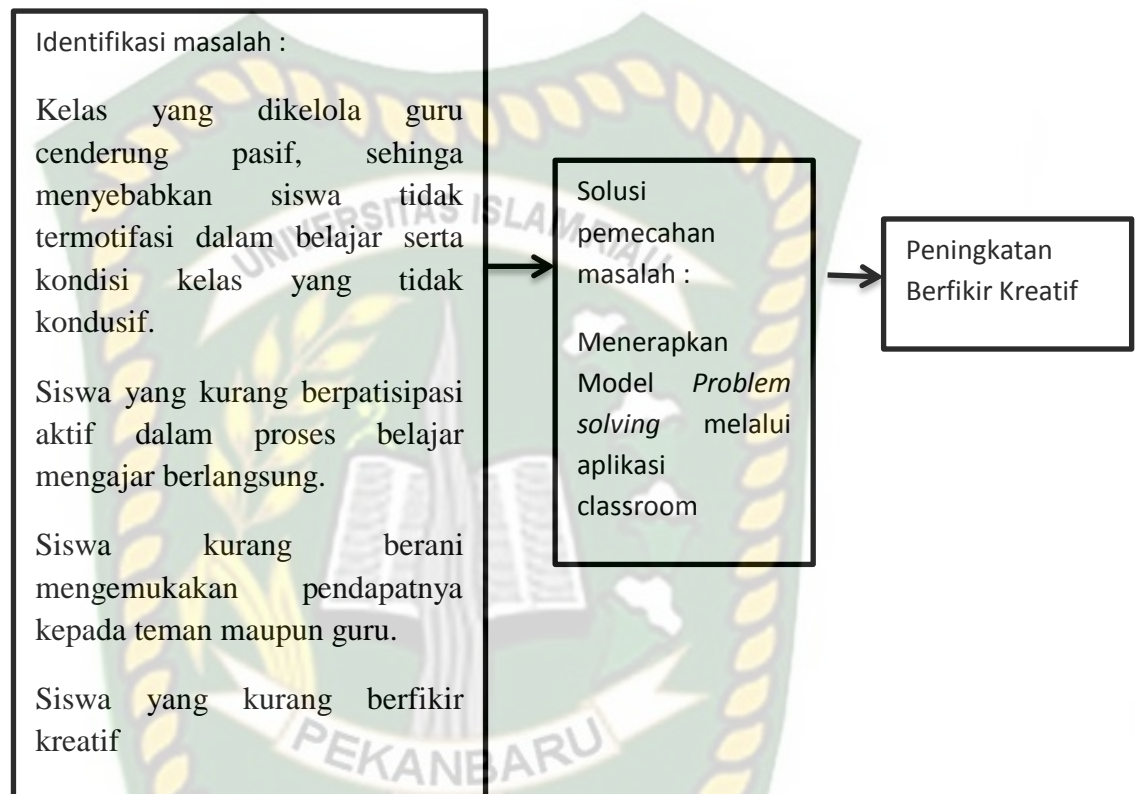 Identifikasi masalah :
Kelas yang dikelola guru
cenderung pasif, sehinga
menyebabkan siswa tidak
termotifasi dalam belajar serta
kondisi kelas yang tidak
kondusif.
Siswa yang kurang berpatisipasi
aktif dalam proses belajar
mengajar berlangsung.
Siswa kurang berani
mengemukakan pendapatnya
kepada teman maupun guru.
Siswa yang kurang berfikir
kreatif
Solusi
pemecahan
masalah :
Menerapkan
Model Problem
solving melalui
aplikasi
classroom
Peningkatan
Berfikir Kreatif
UNIVERSITAS ISLAM RIAU
PEKANBARU